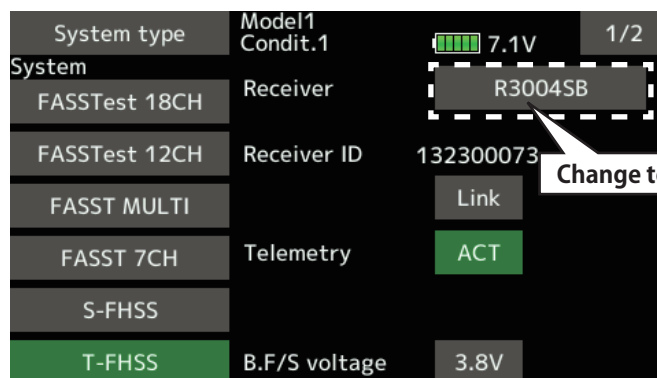 System type
Model1
Condit.1
7.1V
1/2
System
Receiver
R3004SB
FASSTest 18CH
FASSTest 12CH
Receiver ID
132300073
Change
FASST MULTI
Link
FASST 7CH
Telemetry
ACT
S-FHSS
T-FHSS
B.F/S voltage
3.8V